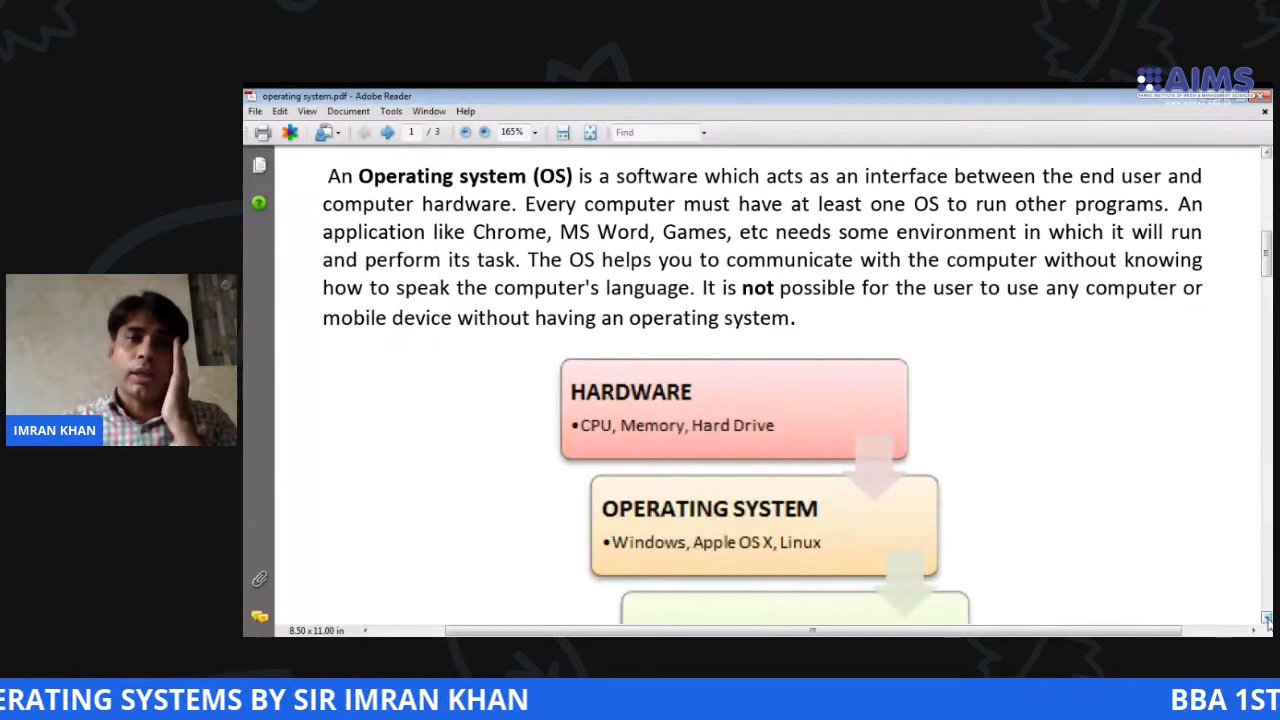 AIMS
operating system.pdf - Adobe Reader
File Edit View Document Tools Window Help
1 / 3 165% Find
An Operating system (OS) is a software which acts as an interface between the end user and
computer hardware. Every computer must have at least one OS to run other programs. An
application like Chrome, MS Word, Games, etc needs some environment in which it will run
and perform its task. The OS helps you to communicate with the computer without knowing
how to speak the computer's language. It is not possible for the user to use any computer or
mobile device without having an operating system.
HARDWARE
•CPU, Memory, Hard Drive
OPERATING SYSTEM
•Windows, Apple OS X, Linux
IMRAN KHAN
8.50 x 11.00 in
ERATING SYSTEMS BY SIR IMRAN KHAN
BBA 1ST